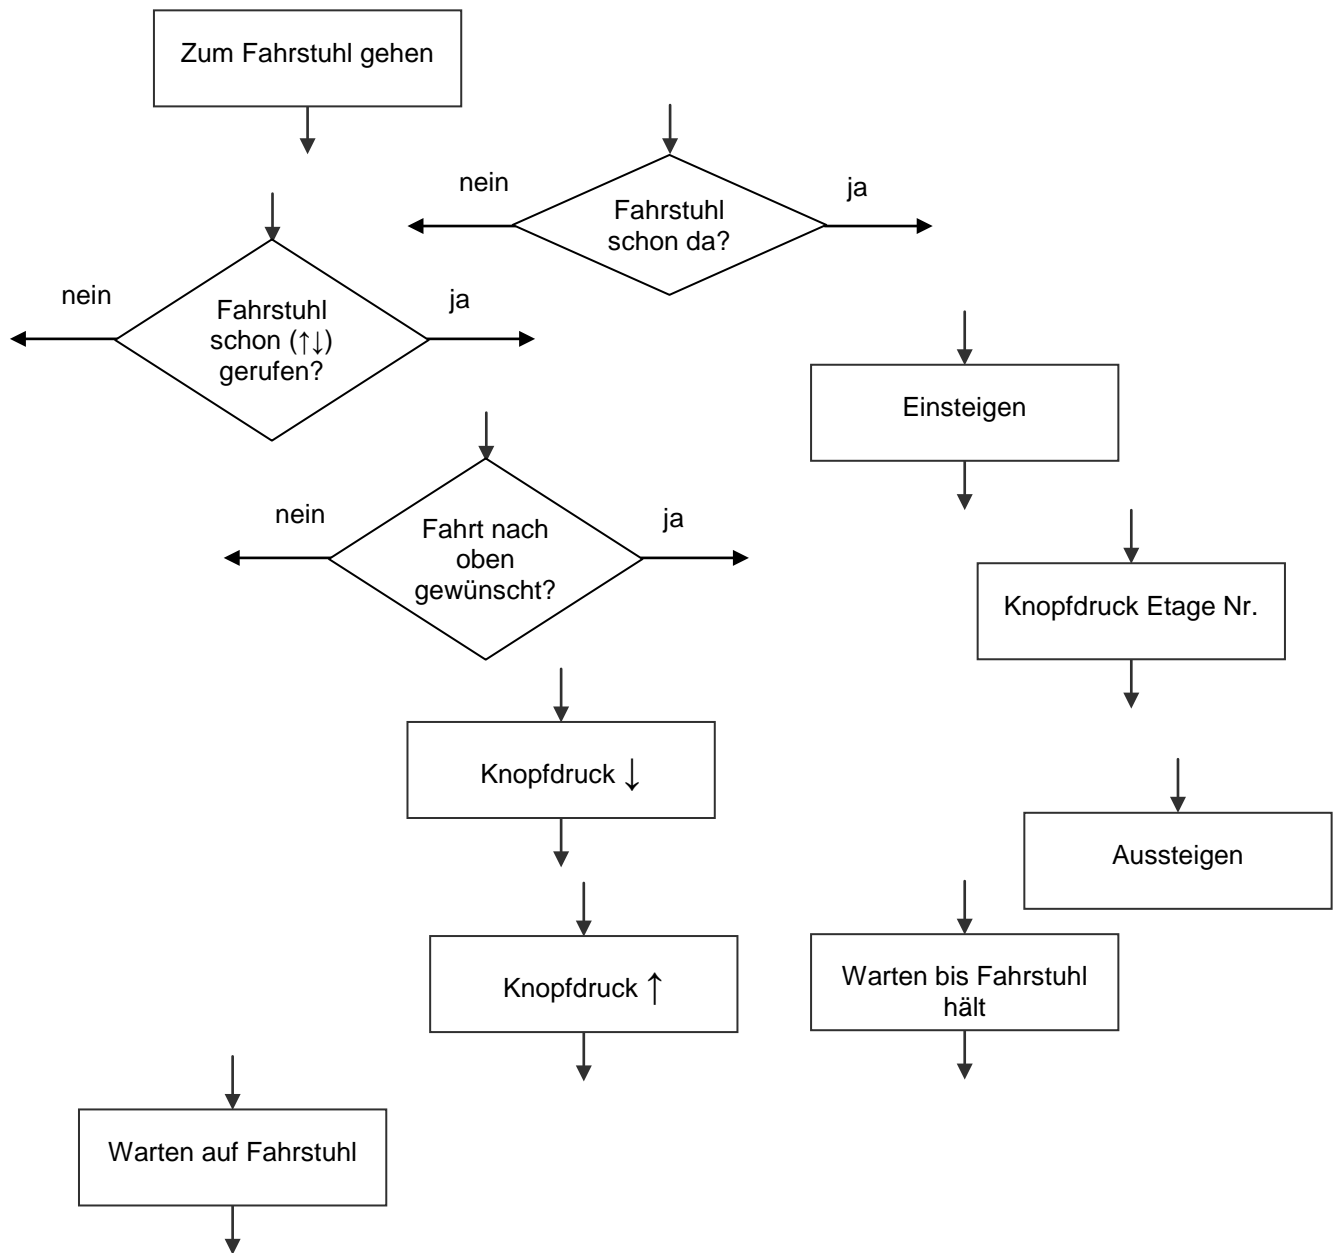 Zum Fahrstuhl gehen
nein
ja
Fahrstuhl
schon da?
nein
ja
Fahrstuhl
schon (↑↓)
gerufen?
Einsteigen
nein
ja
Fahrt nach
oben
gewünscht?
Knopfdruck Etage Nr.
Knopfdruck ↓
Aussteigen
Knopfdruck ↑
Warten bis Fahrstuhl
hält
Warten auf Fahrstuhl